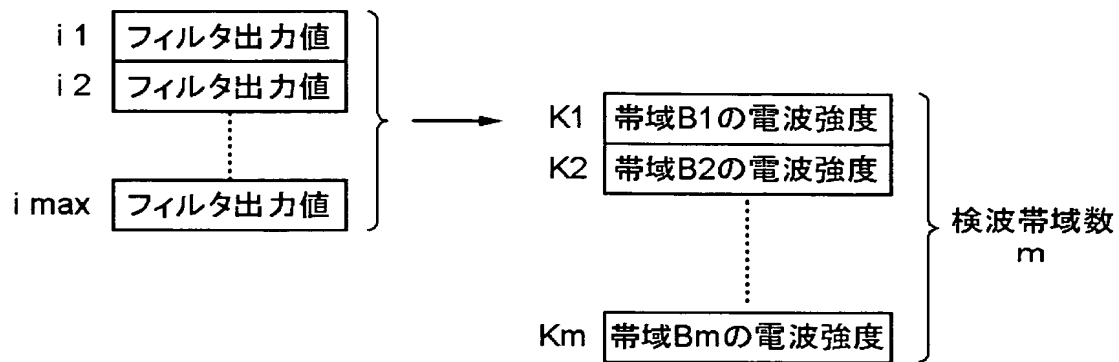 i 1 フィルタ出力値
i 2 フィルタ出力値
i max フィルタ出力値
K1 帯域B1の電波強度
K2 帯域B2の電波強度
Km 帯域Bmの電波強度
検波帯域数
m